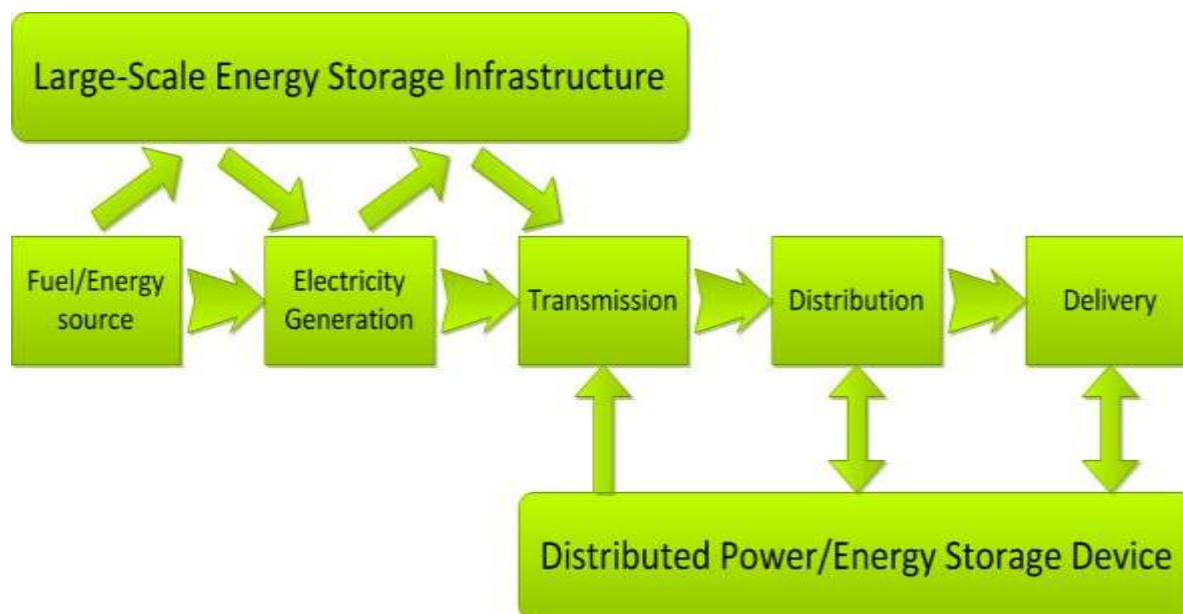 Large-Scale Energy Storage Infrastructure
Fuel/Energy
source
Electricity
Generation
Transmission
Distribution
Delivery
Distributed Power/Energy Storage Device